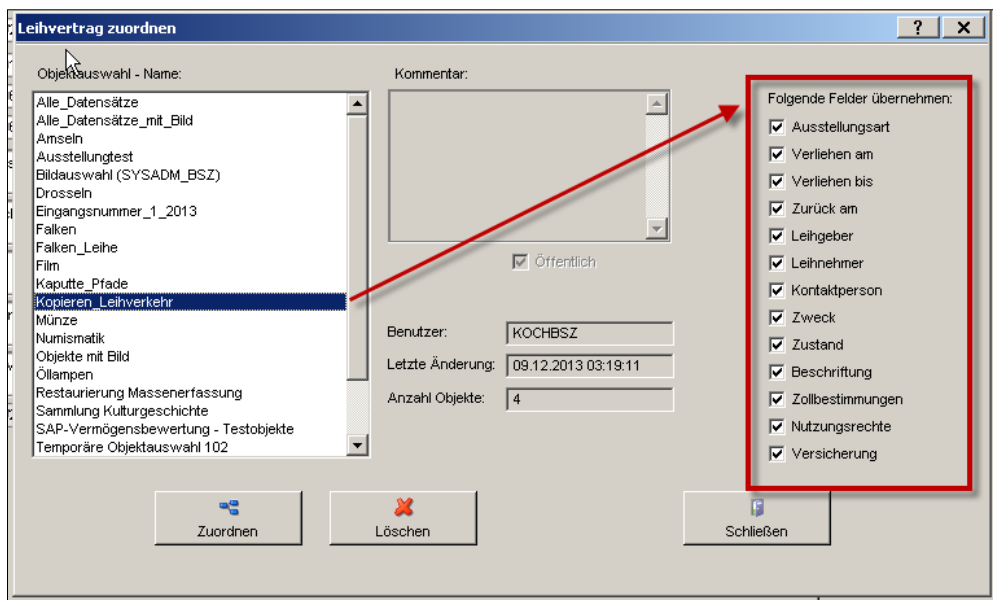 Leihvertrag zuordnen
Objektauswahl - Name:
Alle_Datensätze
Alle_Datensätze_mit_Bild
Amseln
Ausstellungtest
Bildauswahl (SYSADM_BSZ)
Drosseln
Eingangsnummer_1_2013
Falken
Falken_Leihe
Film
Kaputte_Pfade
Kopieren_Leihverkehr
Münze
Numismatik
Objekte mit Bild
Öllampen
Restaurierung Massenerfassung
Sammlung Kulturgeschichte
SAP-Vermögensbewertung - Testobjekte
Temporäre Objektauswahl 102
Kommentar:
Öffentlich
Benutzer: KOCHBSZ
Letzte Änderung: 09.12.2013 03:19:11
Anzahl Objekte: 4
Folgende Felder übernehmen:
Ausstellungsart
Verliehen am
Verliehen bis
Zurück am
Leihgeber
Leihnehmer
Kontaktperson
Zweck
Zustand
Beschriftung
Zollbestimmungen
Nutzungsrechte
Versicherung
Zuordnen
Löschen
Schließen